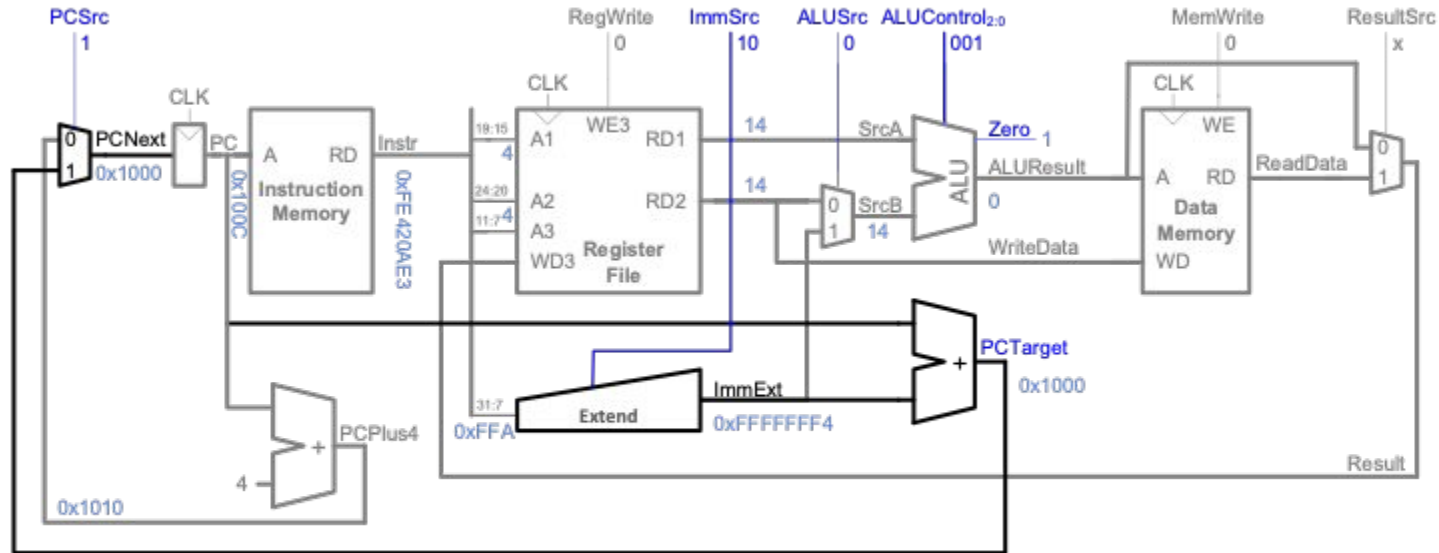 PCSrc RegWrite ImmSrc ALUSrc ALUControl2:0 MemWrite ResultSrc
1 0 10 0 001 0 x
CLK CLK CLK
0 PCNext PC A RD Instr 19:15 A1 WE3 RD1 14 SrcA Zero 1 WE 0
1 0x1000 4 ALUResult A RD ReadData 1
Instruction Memory
0x100C
0xFE420AE3
24:20 A2 RD2 14 0 SrcB ALU 0
4
11:7 A3 1 14 Data Memory
WD3 Register File WriteData WD
PCTarget
+
0x1000
31:7 Extend ImmExt
0xFFA 0xFFFFFFF4
PCPlus4
+
4 Result
0x1010